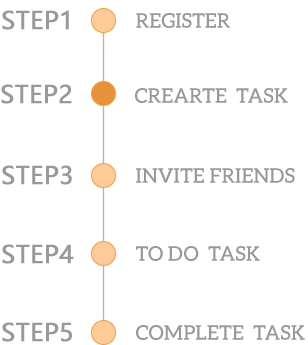 STEP1 REGISTER
STEP2 CREARTE TASK
STEP3 INVITE FRIENDS
STEP4 TO DO TASK
STEP5 COMPLETE TASK